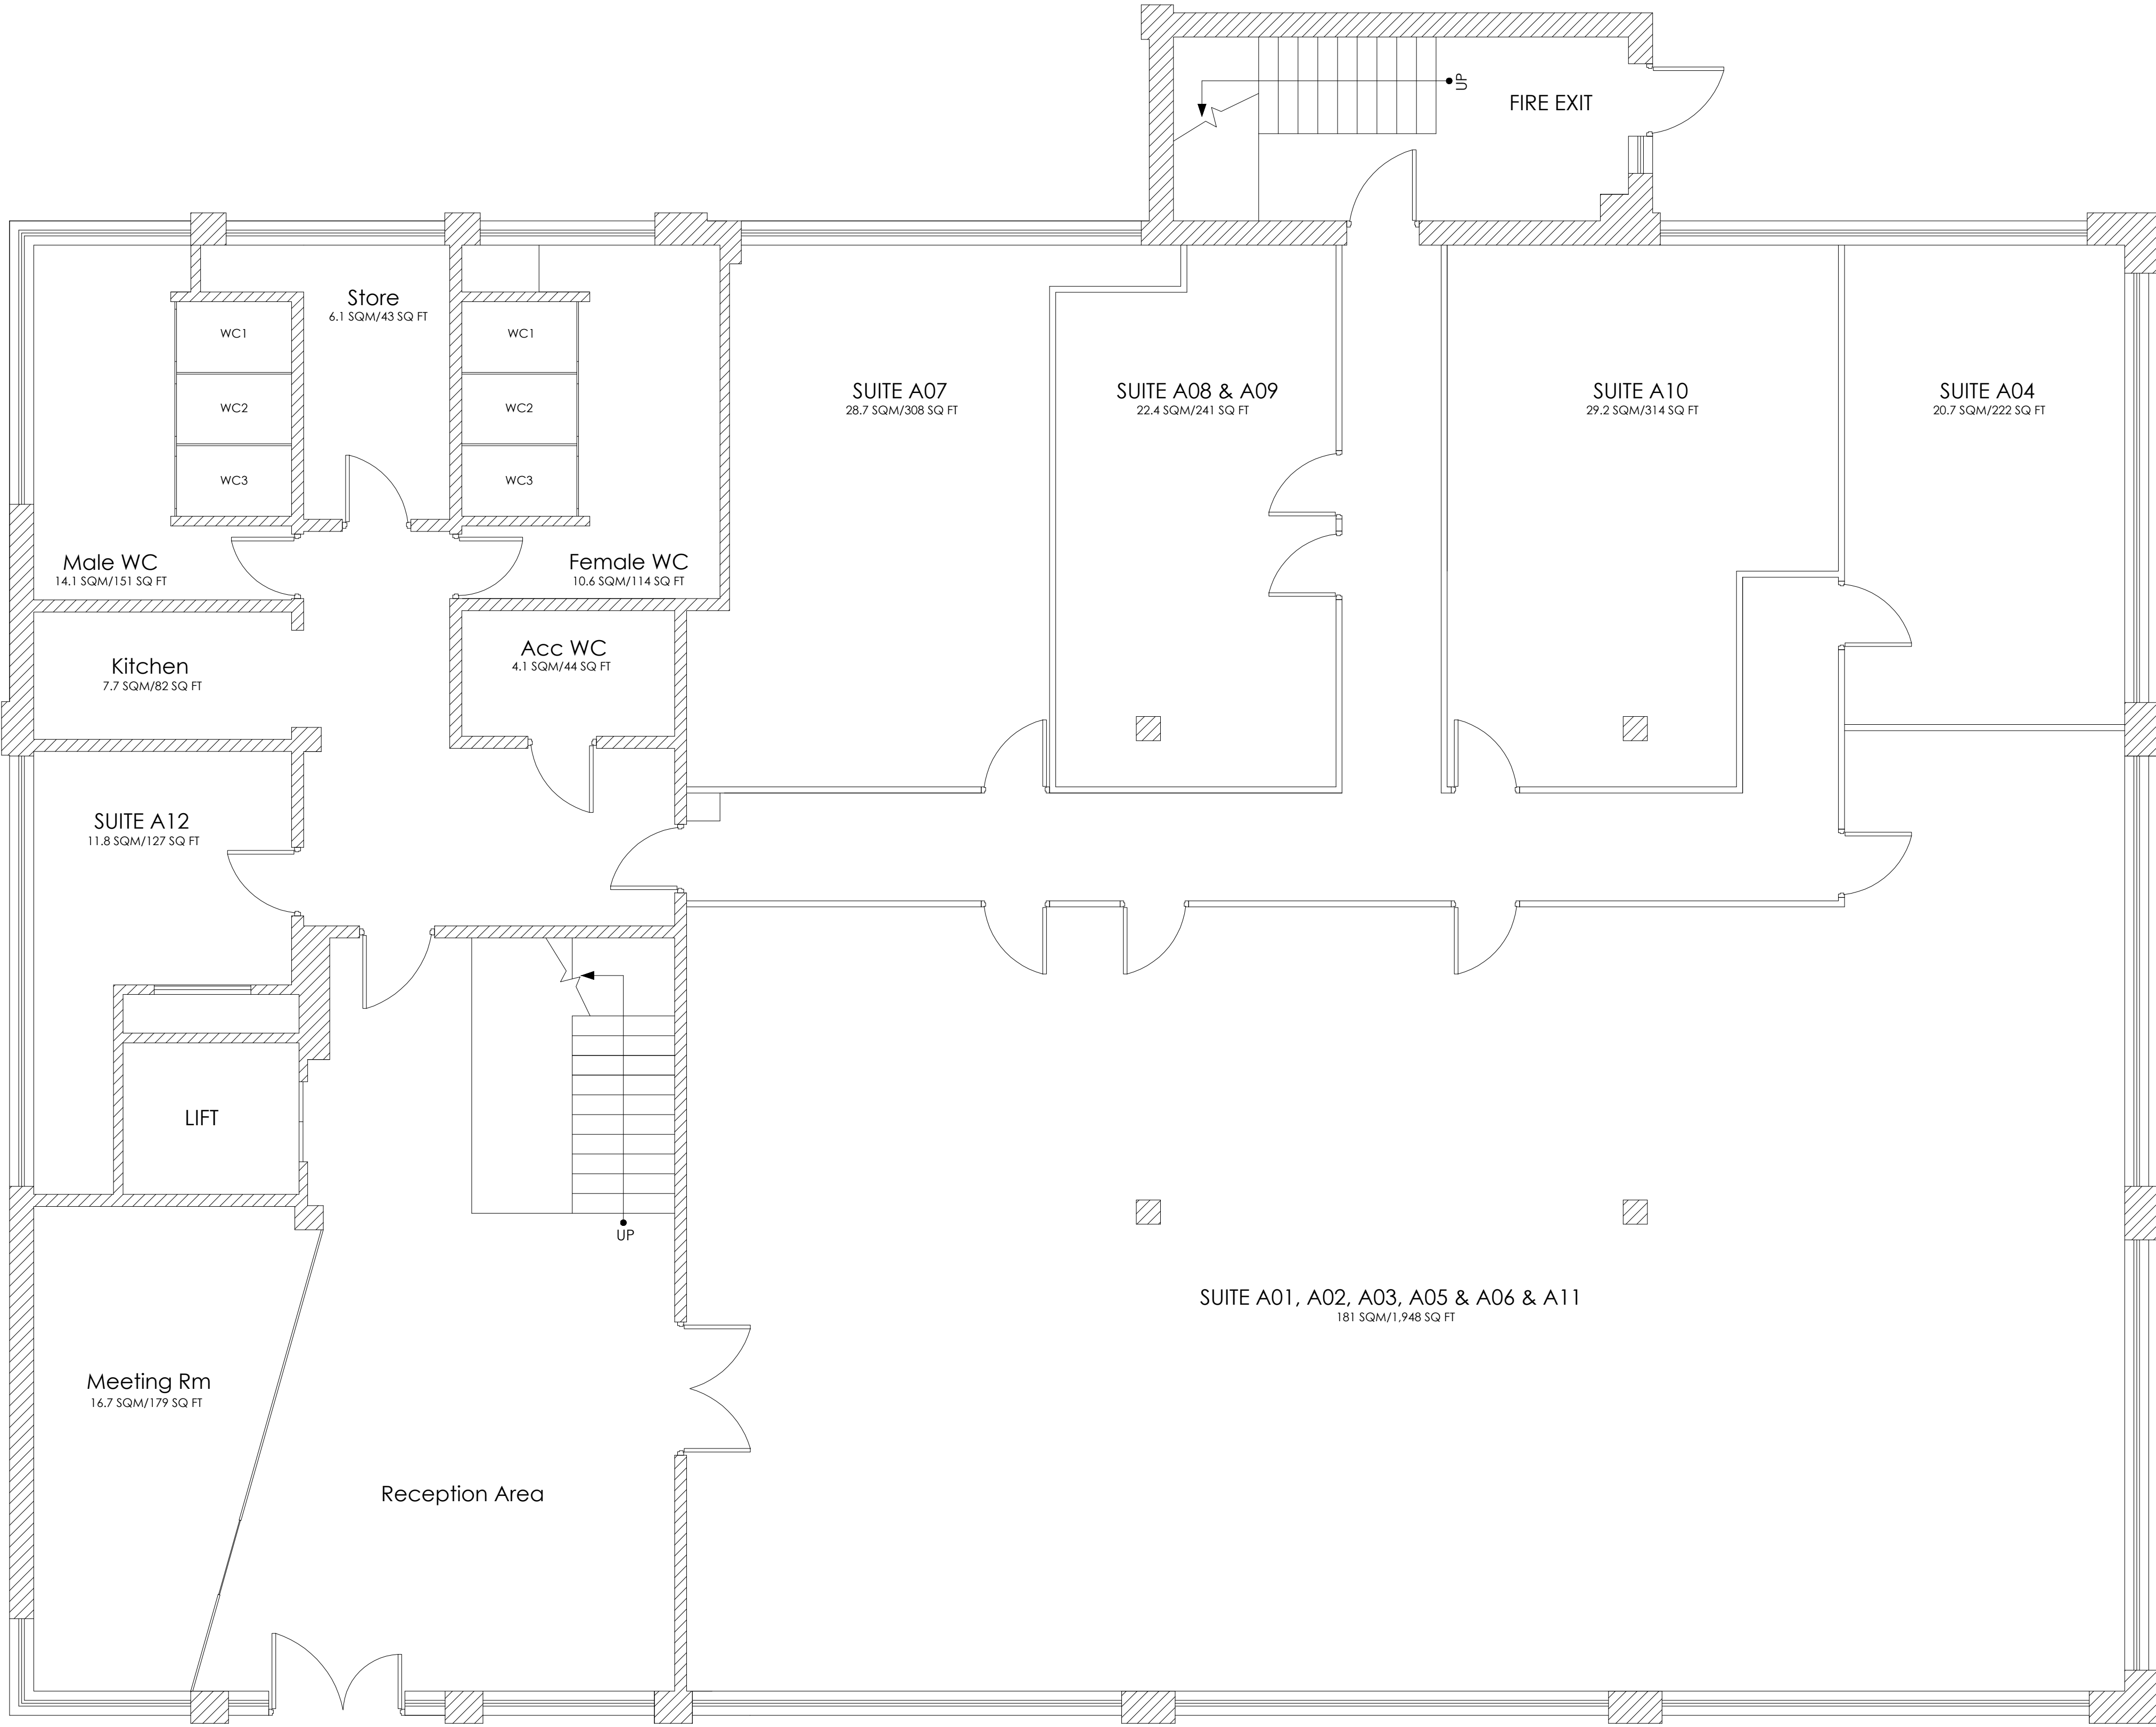 UP
FIRE EXIT
Store
6.1 SQM/43 SQ FT
WC1
WC1
SUITE A07
28.7 SQM/308 SQ FT
SUITE A08 & A09
22.4 SQM/241 SQ FT
SUITE A10
29.2 SQM/314 SQ FT
SUITE A04
20.7 SQM/222 SQ FT
WC2
WC2
WC3
WC3
Male WC
14.1 SQM/151 SQ FT
Female WC
10.6 SQM/114 SQ FT
Kitchen
7.7 SQM/82 SQ FT
Acc WC
4.1 SQM/44 SQ FT
SUITE A12
11.8 SQM/127 SQ FT
LIFT
UP
SUITE A01, A02, A03, A05 & A06 & A11
181 SQM/1,948 SQ FT
Meeting Rm
16.7 SQM/179 SQ FT
Reception Area